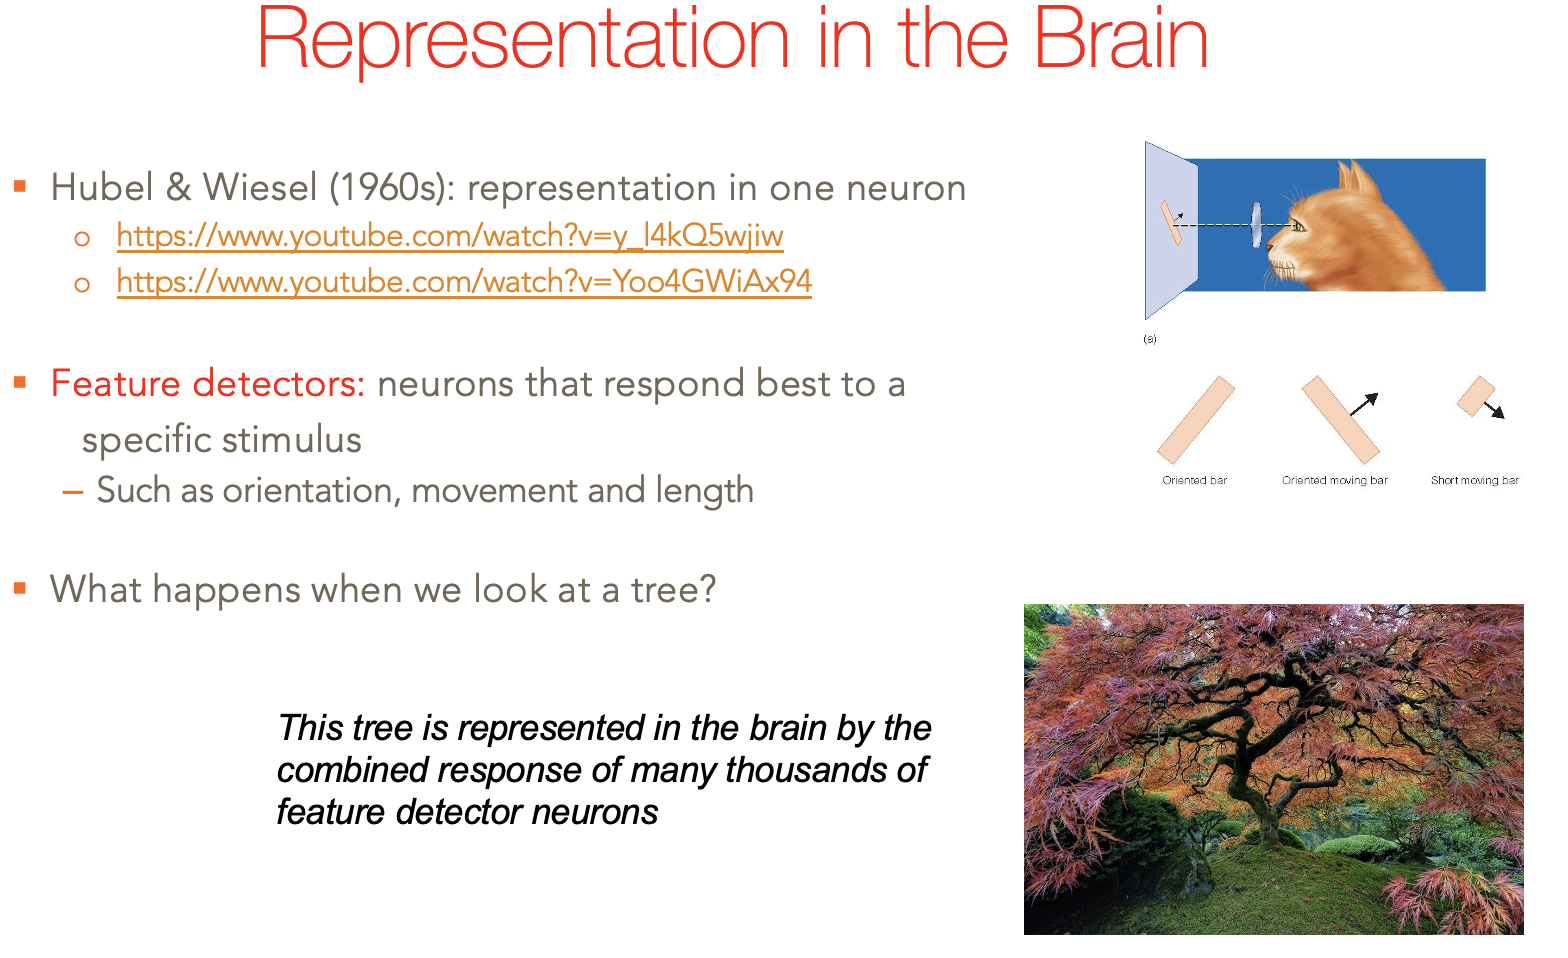 Representation in the Brain
▪ Hubel & Wiesel (1960s): representation in one neuron
o https://www.youtube.com/watch?v=y_l4kQ5wjiw
o https://www.youtube.com/watch?v=Yoo4GWiAx94
▪ Feature detectors: neurons that respond best to a
specific stimulus
– Such as orientation, movement and length
▪ What happens when we look at a tree?
This tree is represented in the brain by the
combined response of many thousands of
feature detector neurons
(a)
Oriented bar
Oriented moving bar
Short moving bar